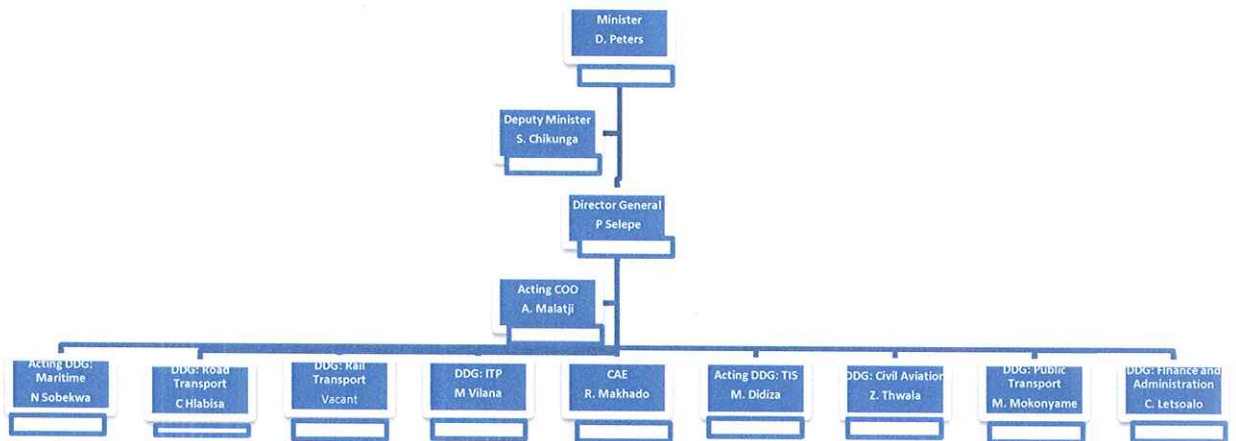 Minister
D. Peters
Deputy Minister
S. Chikunga
Director General
P Selepe
Acting COO
A. Malatji
Acting DDG:
Maritime
N Sobekwa
DDG: Road
Transport
C Hlabisa
DDG: Rail
Transport
Vacant
DDG: ITP
M Vilana
CAE
R. Makhado
Acting DDG: TIS
M. Didiza
DDG: Civil Aviation
Z. Thwala
DDG: Public
Transport
M. Mokonyame
DDG: Finance and
Administration
C. Letsoalo